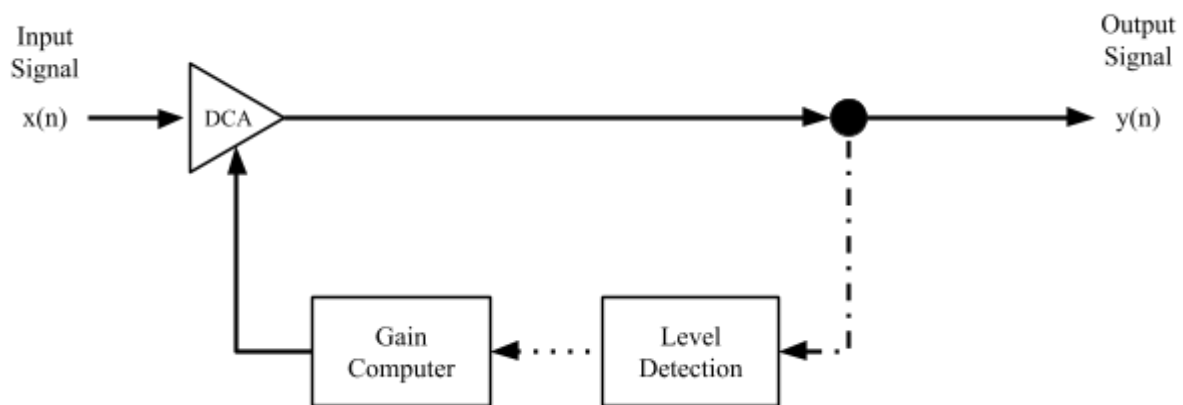 Input
Signal
x(n)
DCA
Output
Signal
y(n)
Gain
Computer
Level
Detection